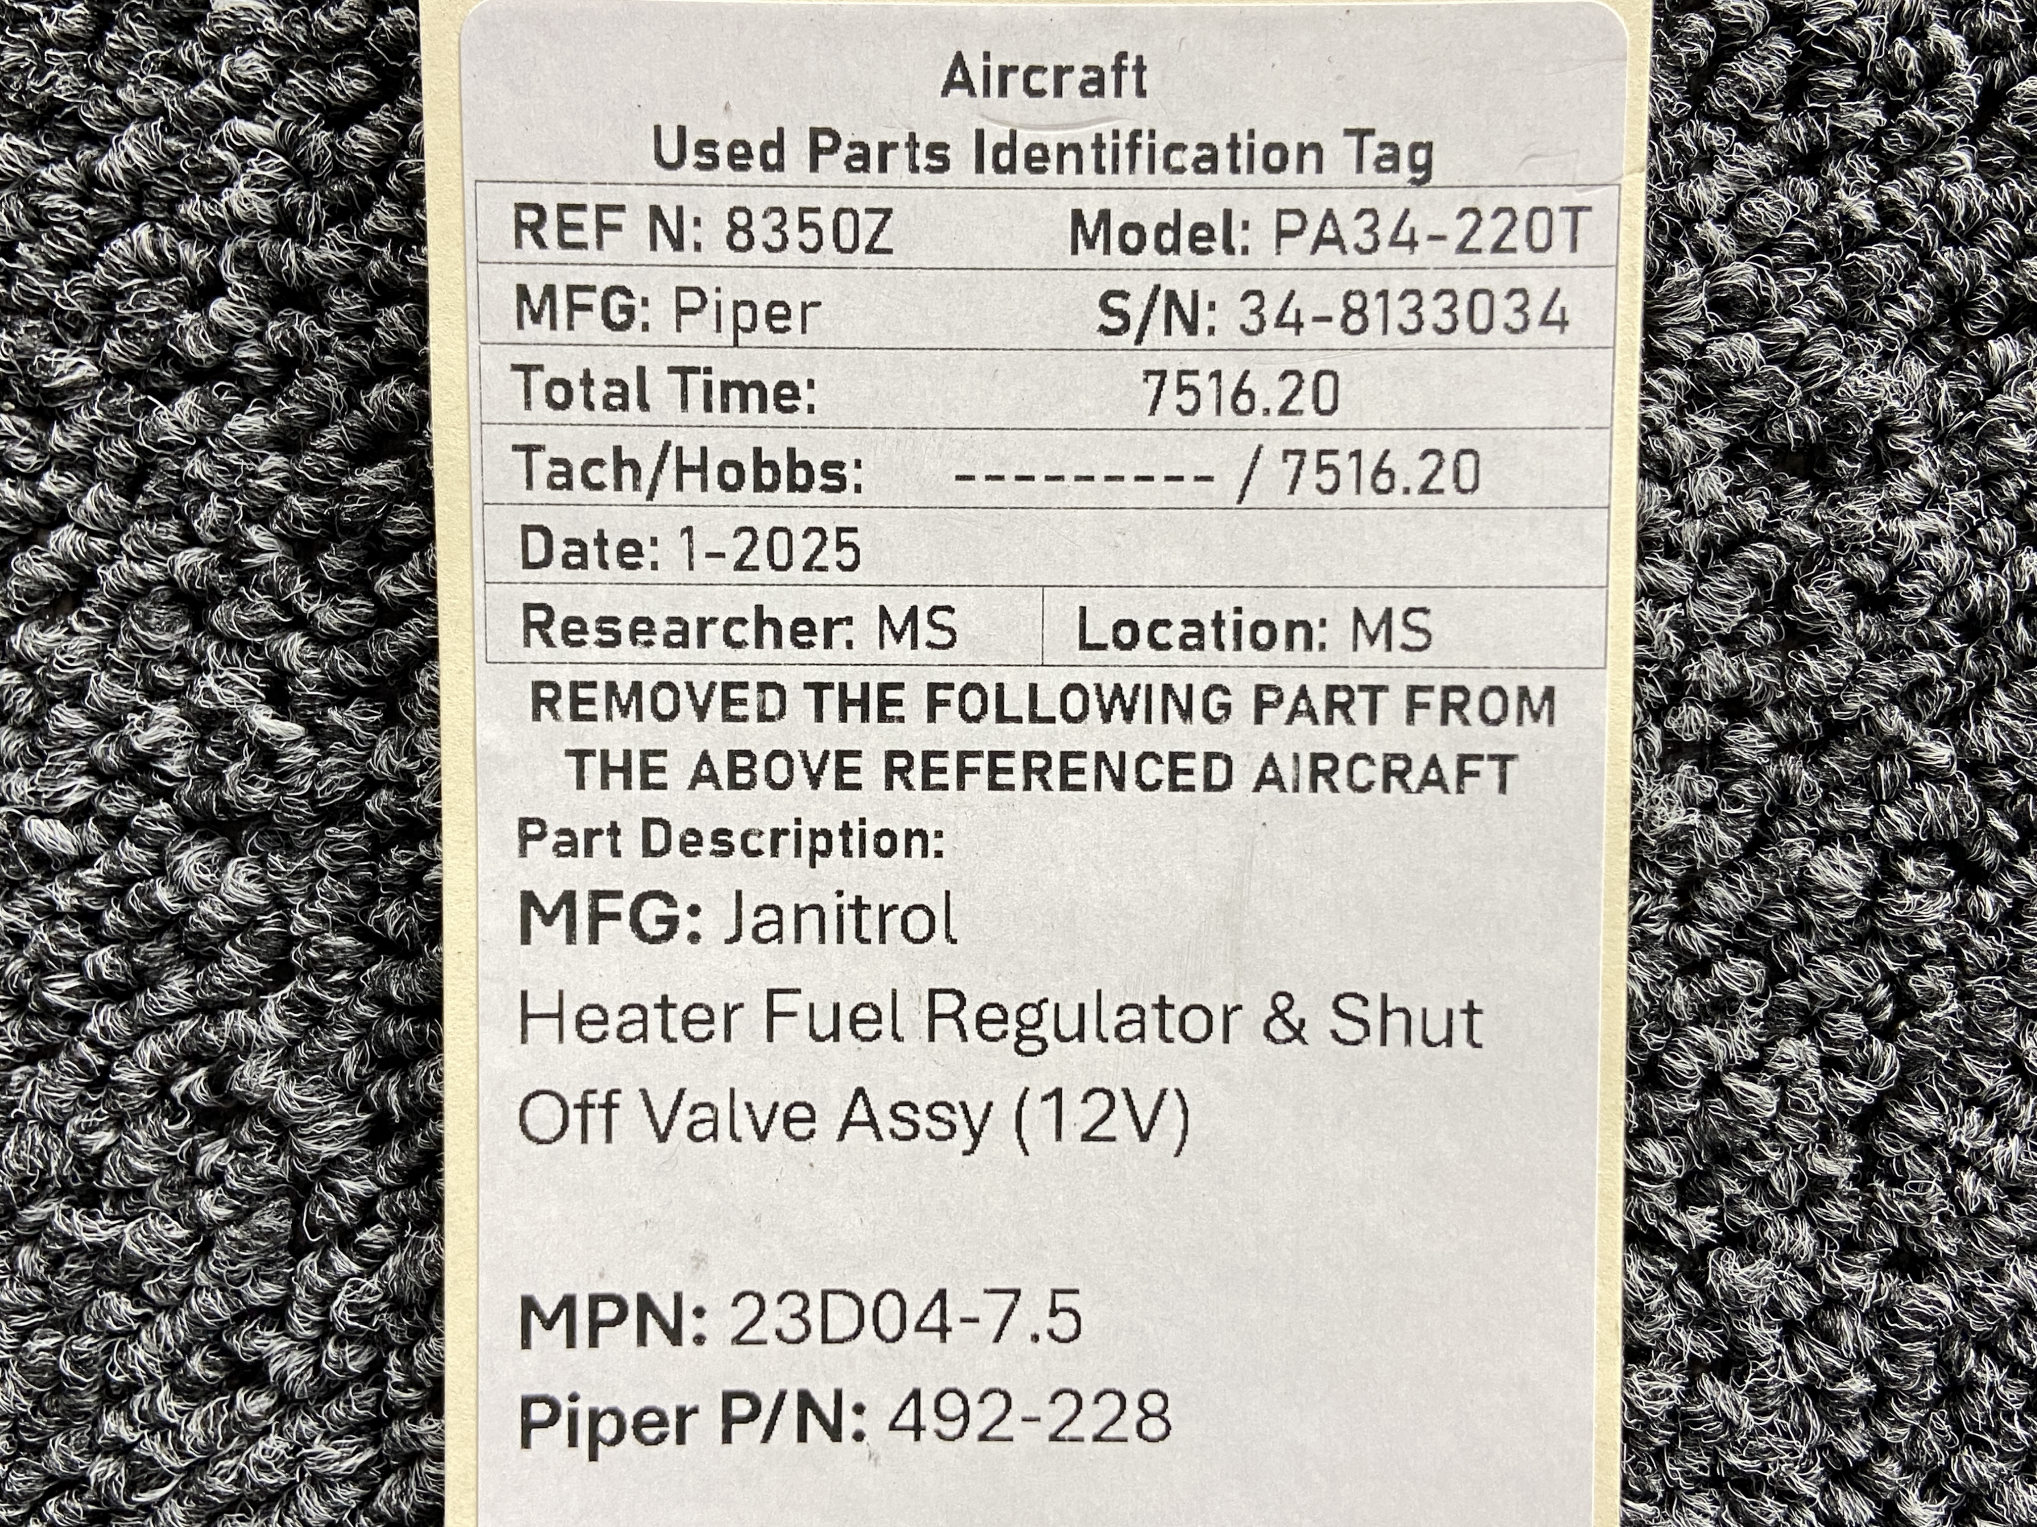 Aircraft
Used Parts Identification Tag
REF N: 8350Z Model: PA34-220T
MFG: Piper S/N: 34-8133034
Total Time: 7516.20
Tach/Hobbs: --------- / 7516.20
Date: 1-2025
Researcher: MS Location: MS
REMOVED THE FOLLOWING PART FROM
THE ABOVE REFERENCED AIRCRAFT
Part Description:
MFG: Janitrol
Heater Fuel Regulator & Shut
Off Valve Assy (12V)
MPN: 23D04-7.5
Piper P/N: 492-228